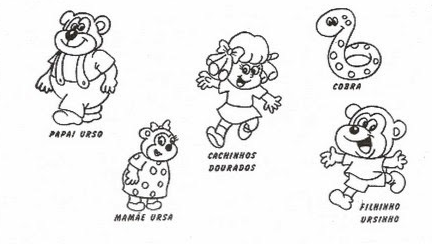 COBRA
PAPAI URSO
CACHINHOS
DOURADOS
MAMÃE URSA
FILHINHO
URSINHO